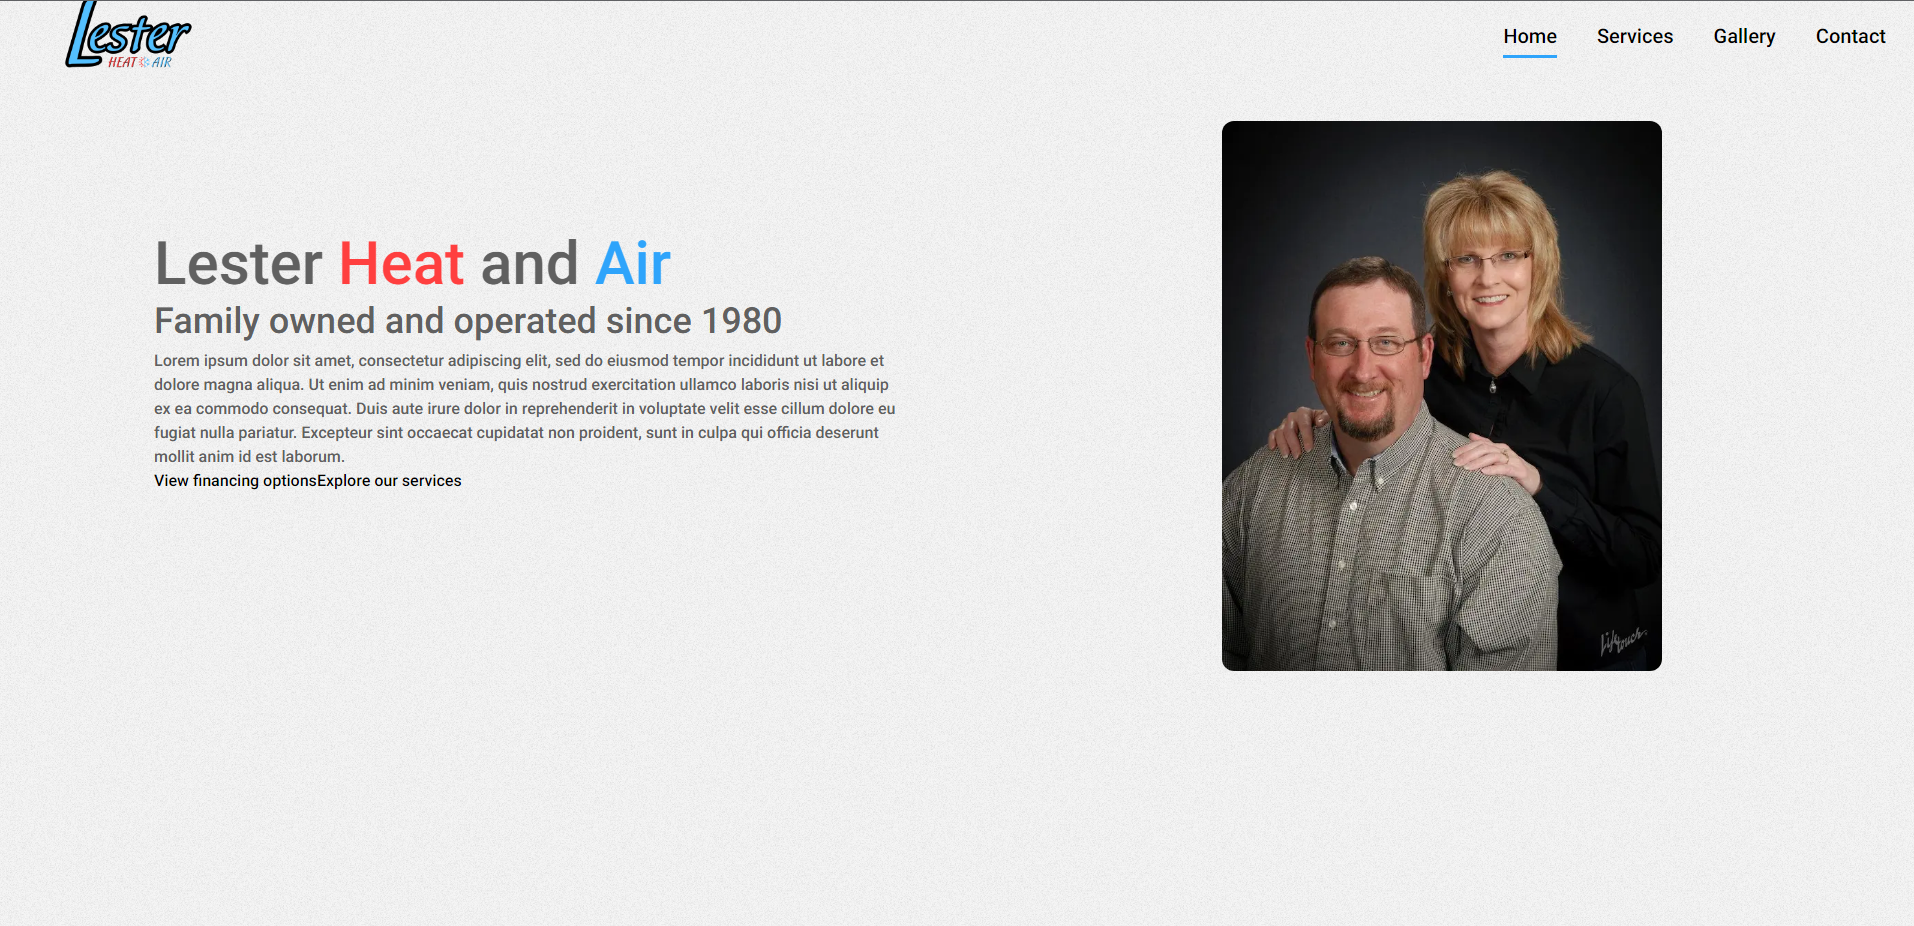 Lester
HEAT AIR
Home Services Gallery Contact
Lester Heat and Air
Family owned and operated since 1980
Lorem ipsum dolor sit amet, consectetur adipiscing elit, sed do eiusmod tempor incididunt ut labore et
dolore magna aliqua. Ut enim ad minim veniam, quis nostrud exercitation ullamco laboris nisi ut aliquip
ex ea commodo consequat. Duis aute irure dolor in reprehenderit in voluptate velit esse cillum dolore eu
fugiat nulla pariatur. Excepteur sint occaecat cupidatat non proident, sunt in culpa qui officia deserunt
mollit anim id est laborum.
View financing optionsExplore our services
Lifetouch.